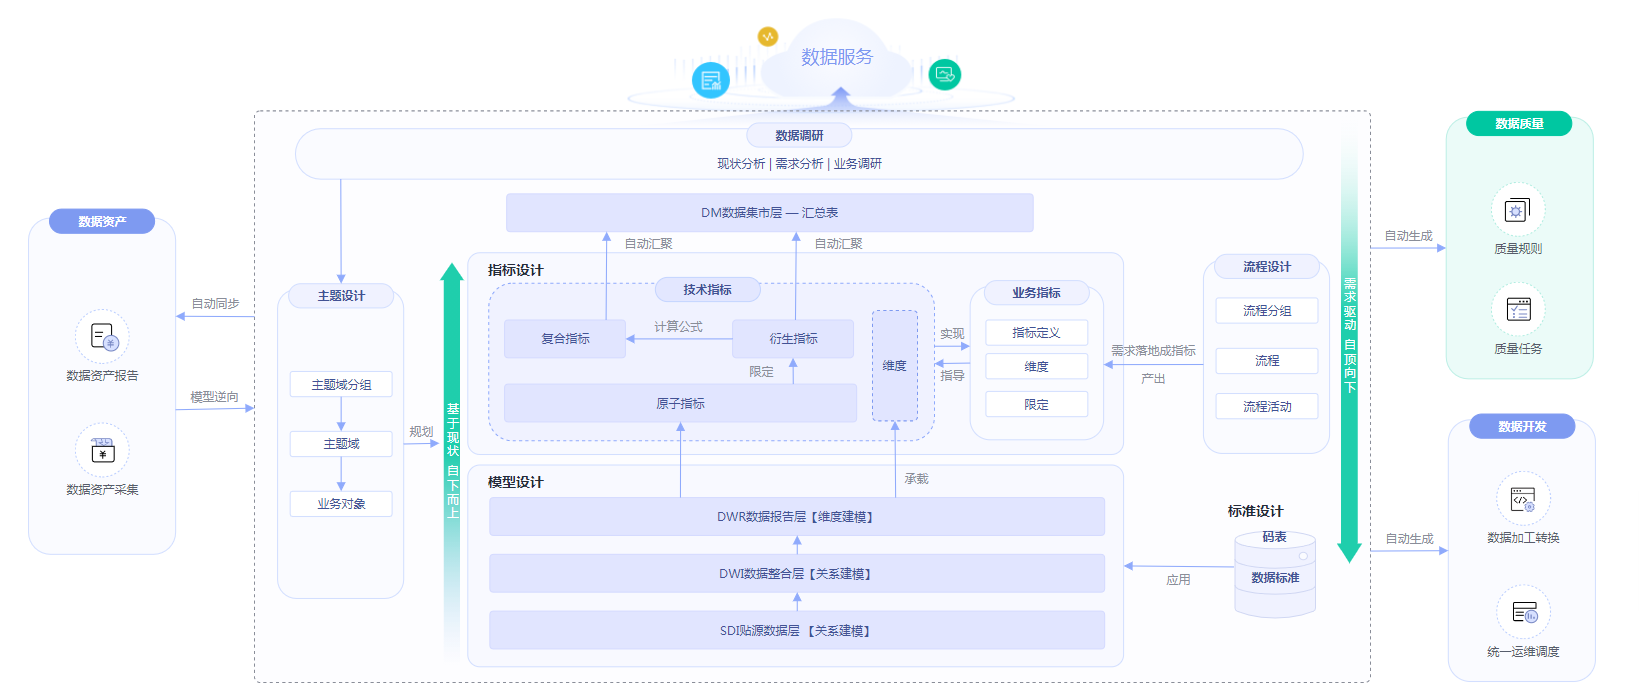 数据服务
数据调研
现状分析 | 需求分析 | 业务调研
数据资产
数据资产报告
数据资产采集
自动同步
模型逆向
主题设计
主题域分组
主题域
业务对象
规划
基于现状 自下而上
DM数据集市层 — 汇总表
自动汇聚
自动汇聚
指标设计
技术指标
复合指标
计算公式
衍生指标
限定
原子指标
维度
实现
指导
业务指标
指标定义
维度
限定
需求落地成指标
产出
流程设计
流程分组
流程
流程活动
模型设计
承载
DWR数据报告层【维度建模】
DWI数据整合层【关系建模】
SDI贴源数据层 【关系建模】
应用
标准设计
码表
数据标准
需求驱动 自顶向下
自动生成
自动生成
数据质量
质量规则
质量任务
数据开发
数据加工转换
统一运维调度